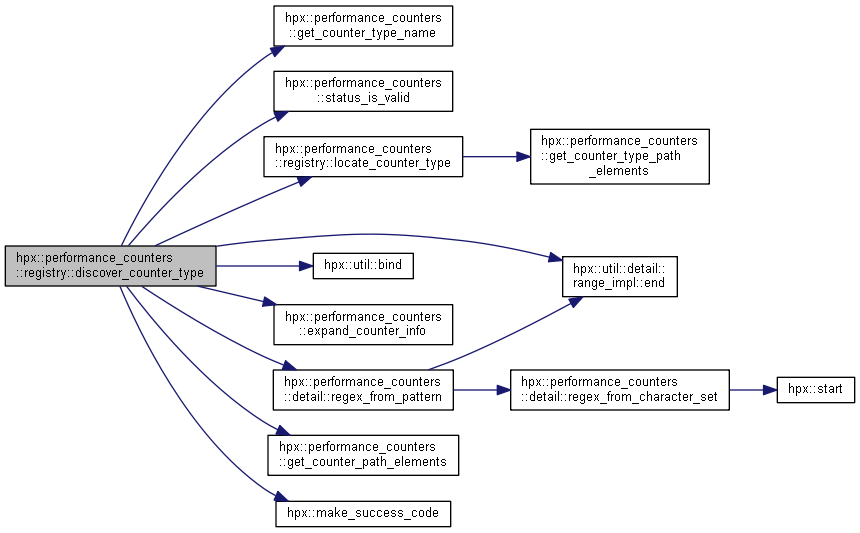 hpx::performance_counters
::get_counter_type_name
hpx::performance_counters
::status_is_valid
hpx::performance_counters
::registry::locate_counter_type
hpx::performance_counters
::get_counter_type_path
_elements
hpx::performance_counters
::registry::discover_counter_type
hpx::util::bind
hpx::util::detail::
range_impl::end
hpx::performance_counters
::expand_counter_info
hpx::performance_counters
::detail::regex_from_pattern
hpx::performance_counters
::detail::regex_from_character_set
hpx::start
hpx::performance_counters
::get_counter_path_elements
hpx::make_success_code